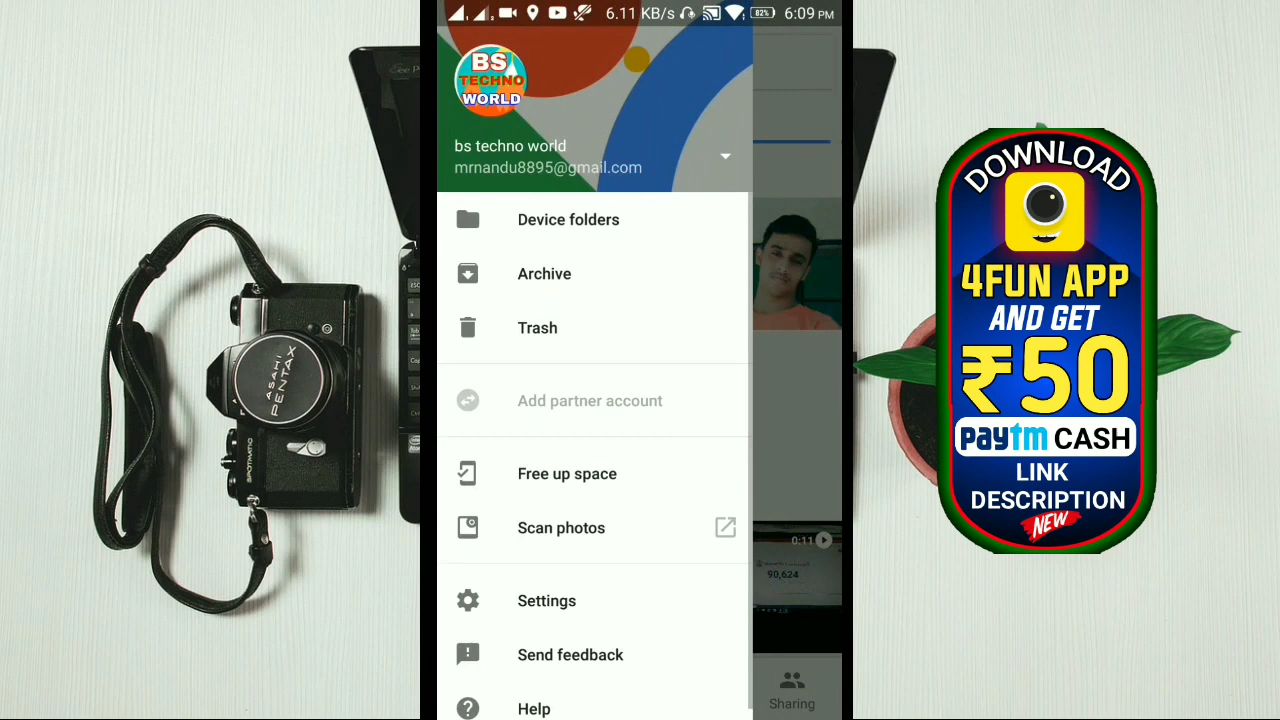 6.11 KB/s
82%
6:09 PM
BS
TECHNO
WORLD
bs techno world
mrnandu8895@gmail.com
Device folders
Archive
Trash
Add partner account
Free up space
Scan photos
Settings
Send feedback
Help
0:11
90,624
Sharing
ASAHI
PENTAX
SPOTMATIC
DOWNLOAD
4FUN APP
AND GET
₹50
paytm CASH
LINK
DESCRIPTION
NEW